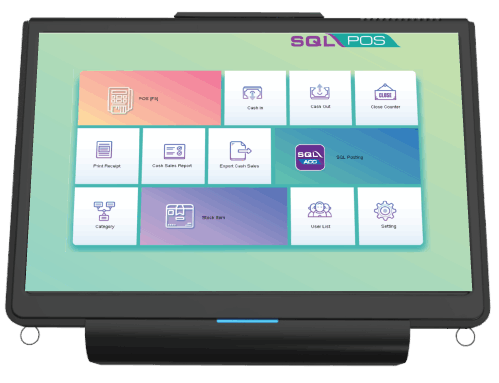 SQL POS
POS [F5]
Cash In
Cash Out
CLOSE
Close Counter
Print Receipt
Cash Sales Report
Export Cash Sales
SQL
ACC
SQL Posting
Category
Stock Item
User List
Setting